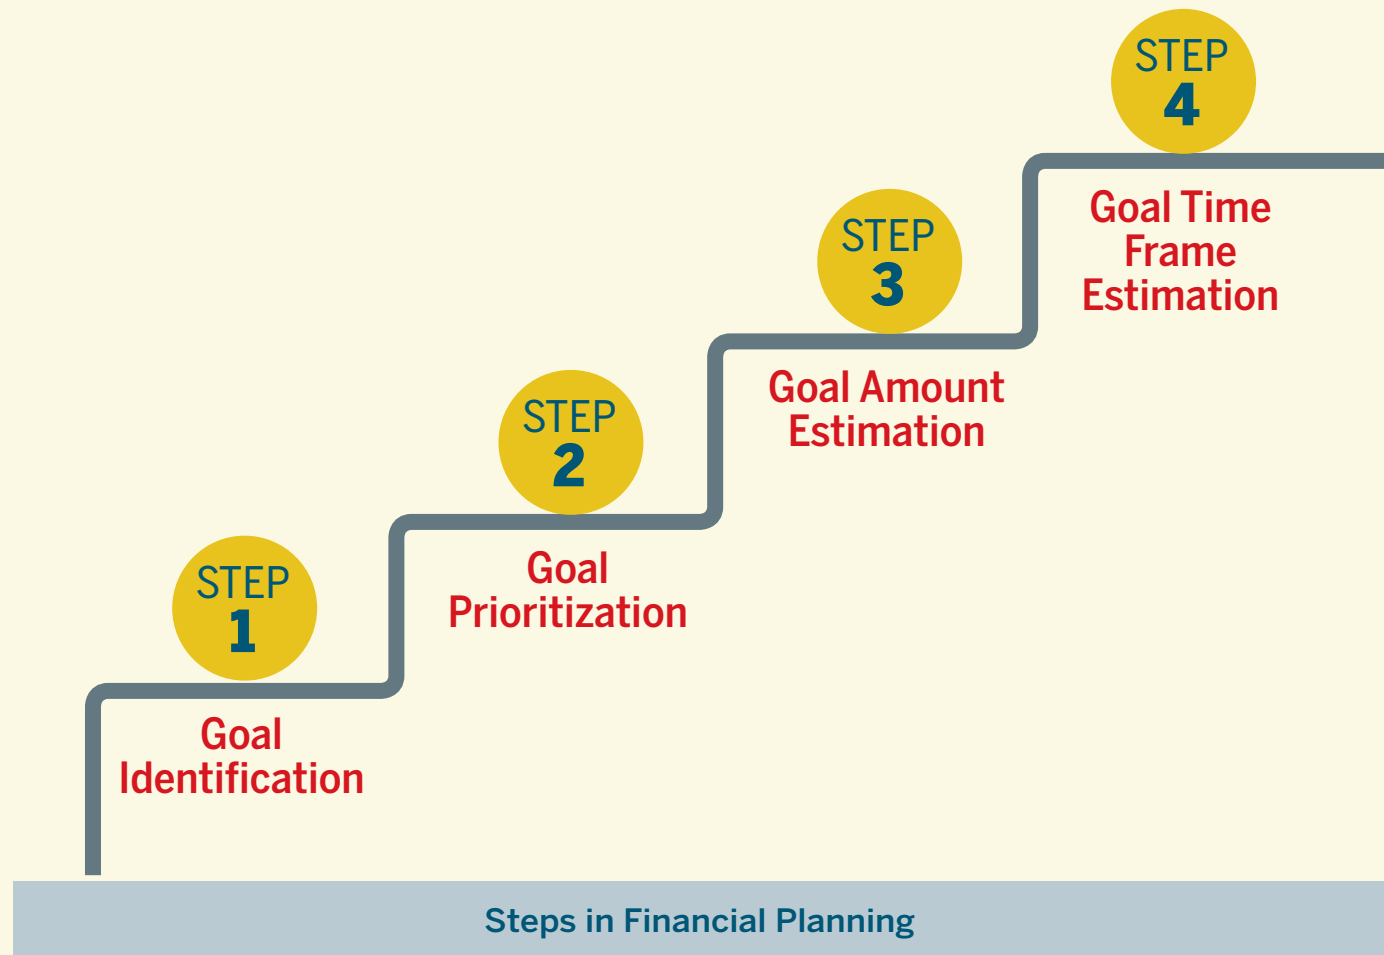 STEP
1
Goal
Identification
STEP
2
Goal
Prioritization
STEP
3
Goal Amount
Estimation
STEP
4
Goal Time
Frame
Estimation
Steps in Financial Planning